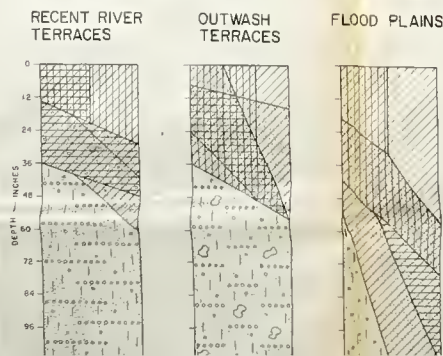 RECENT RIVER
TERRACES
OUTWASH
TERRACES
FLOOD PLAINS
0
12
24
36
48
60
72
84
96
DEPTH - INCHES